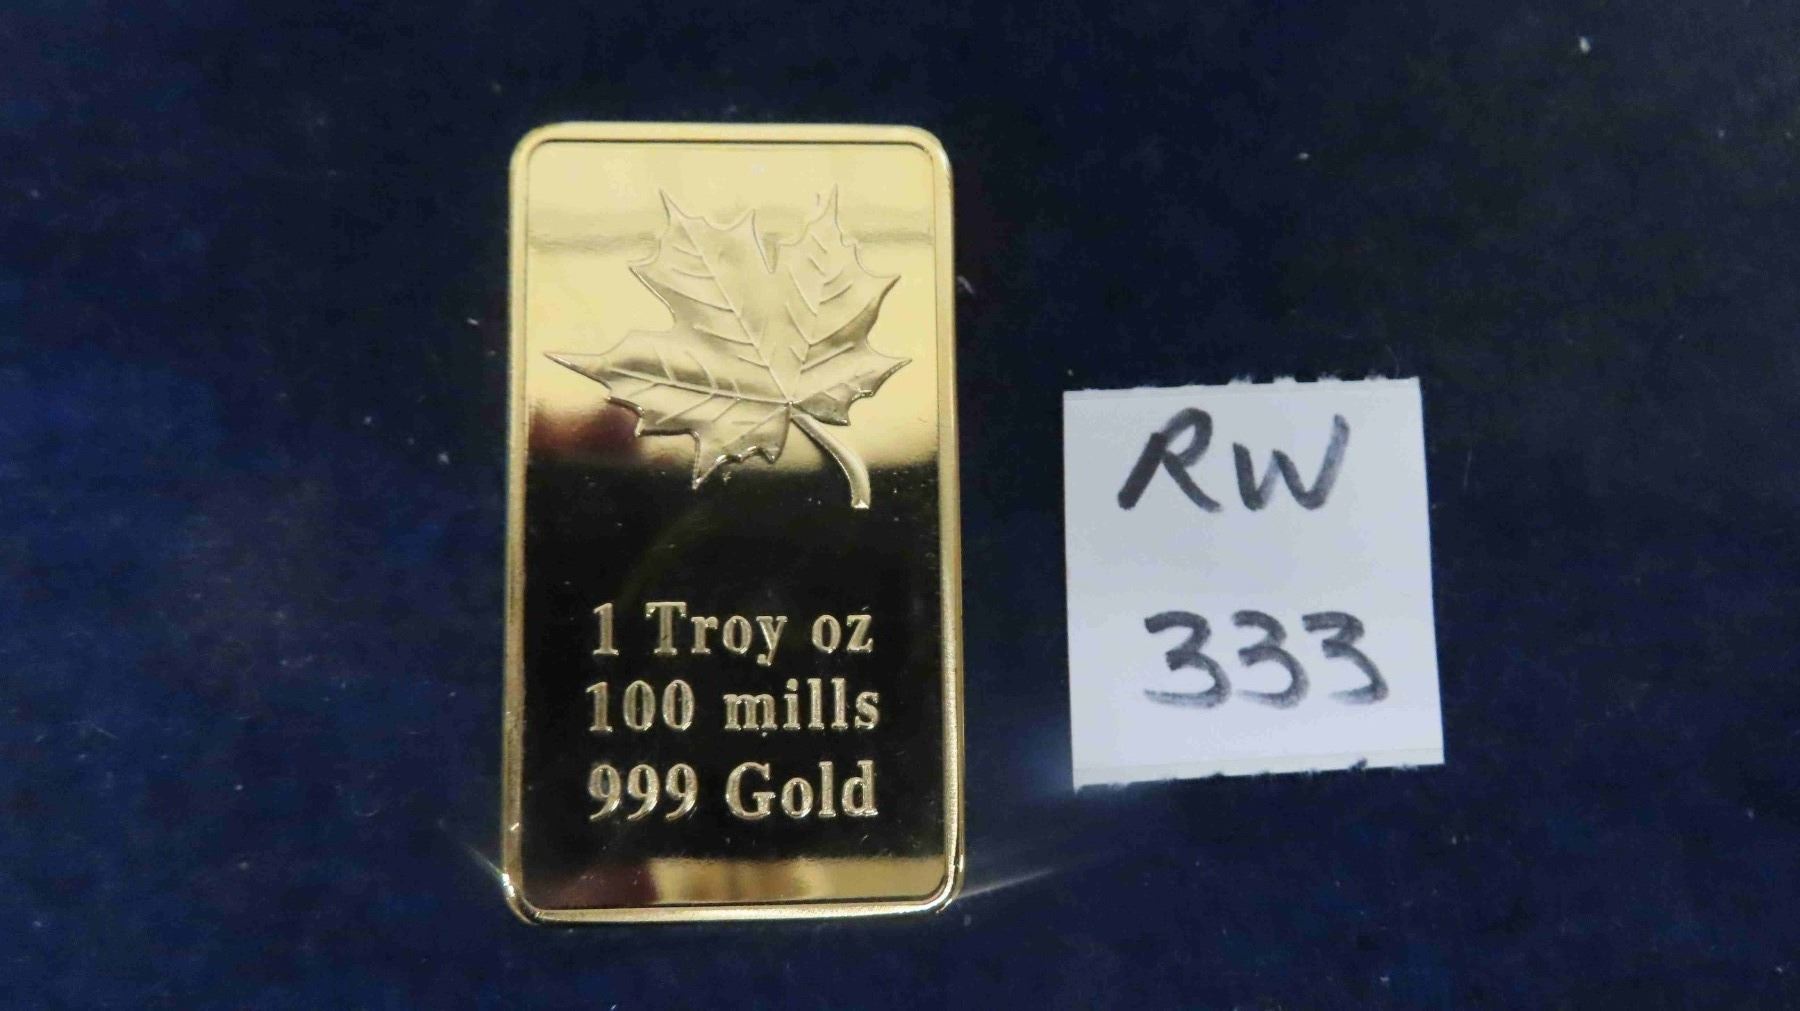 1 Troy oz
100 mills
999 Gold
RW
333